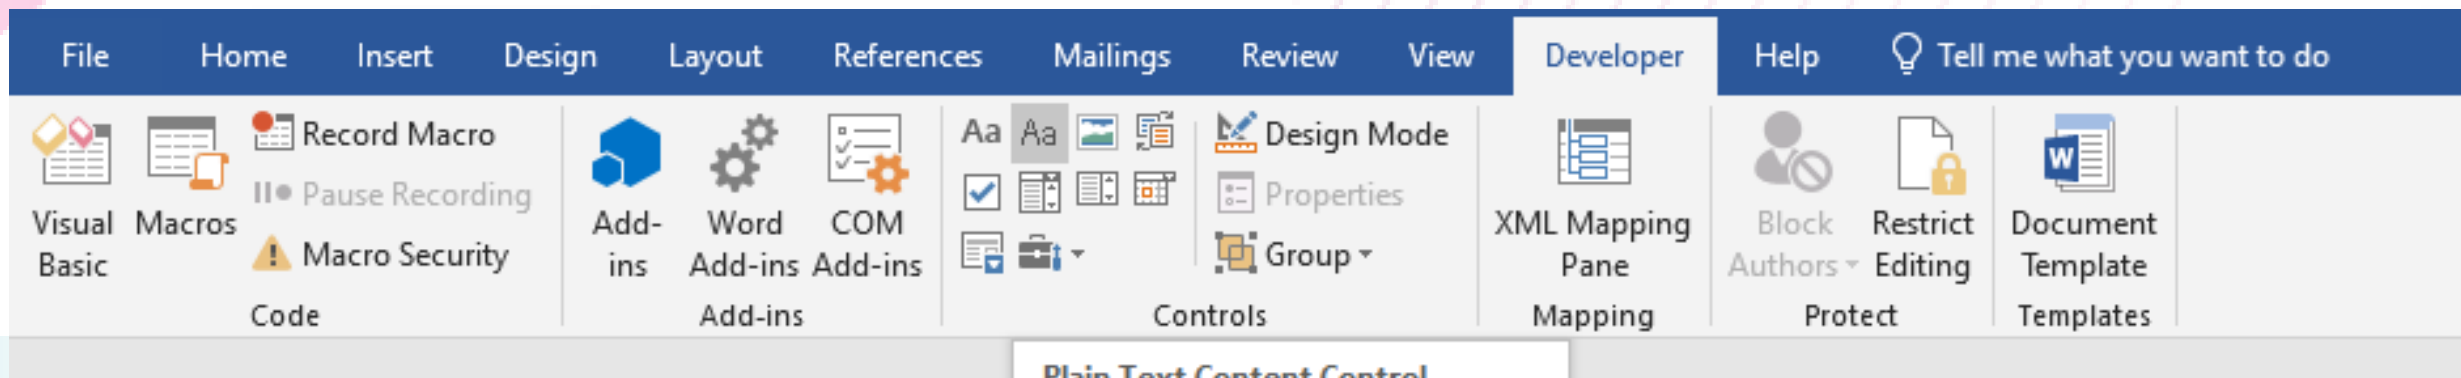 File Home Insert Design Layout References Mailings Review View Developer Help Tell me what you want to do
Visual Basic
Macros
Record Macro
Pause Recording
Macro Security
Code
Add-ins
Word Add-ins
COM Add-ins
Add-ins
Aa Aa
Design Mode
Properties
Group
Controls
XML Mapping Pane
Mapping
Block Authors
Restrict Editing
Protect
W
Document Template
Templates
Plain Text Content Control